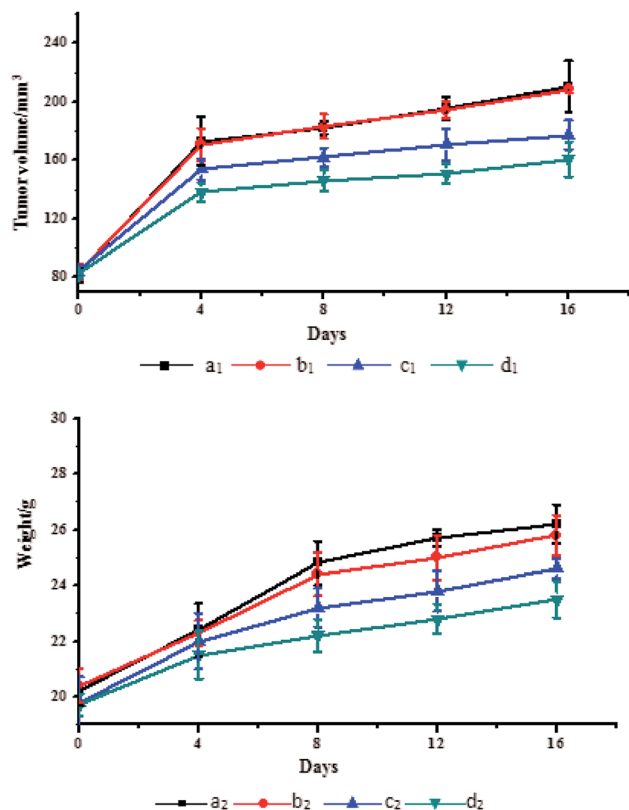 Tumor volume/mm³
240
200
160
120
80
0 4 8 12 16
Days
a₁ b₁ c₁ d₁
Weight/g
30
28
26
24
22
20
0 4 8 12 16
Days
a₂ b₂ c₂ d₂